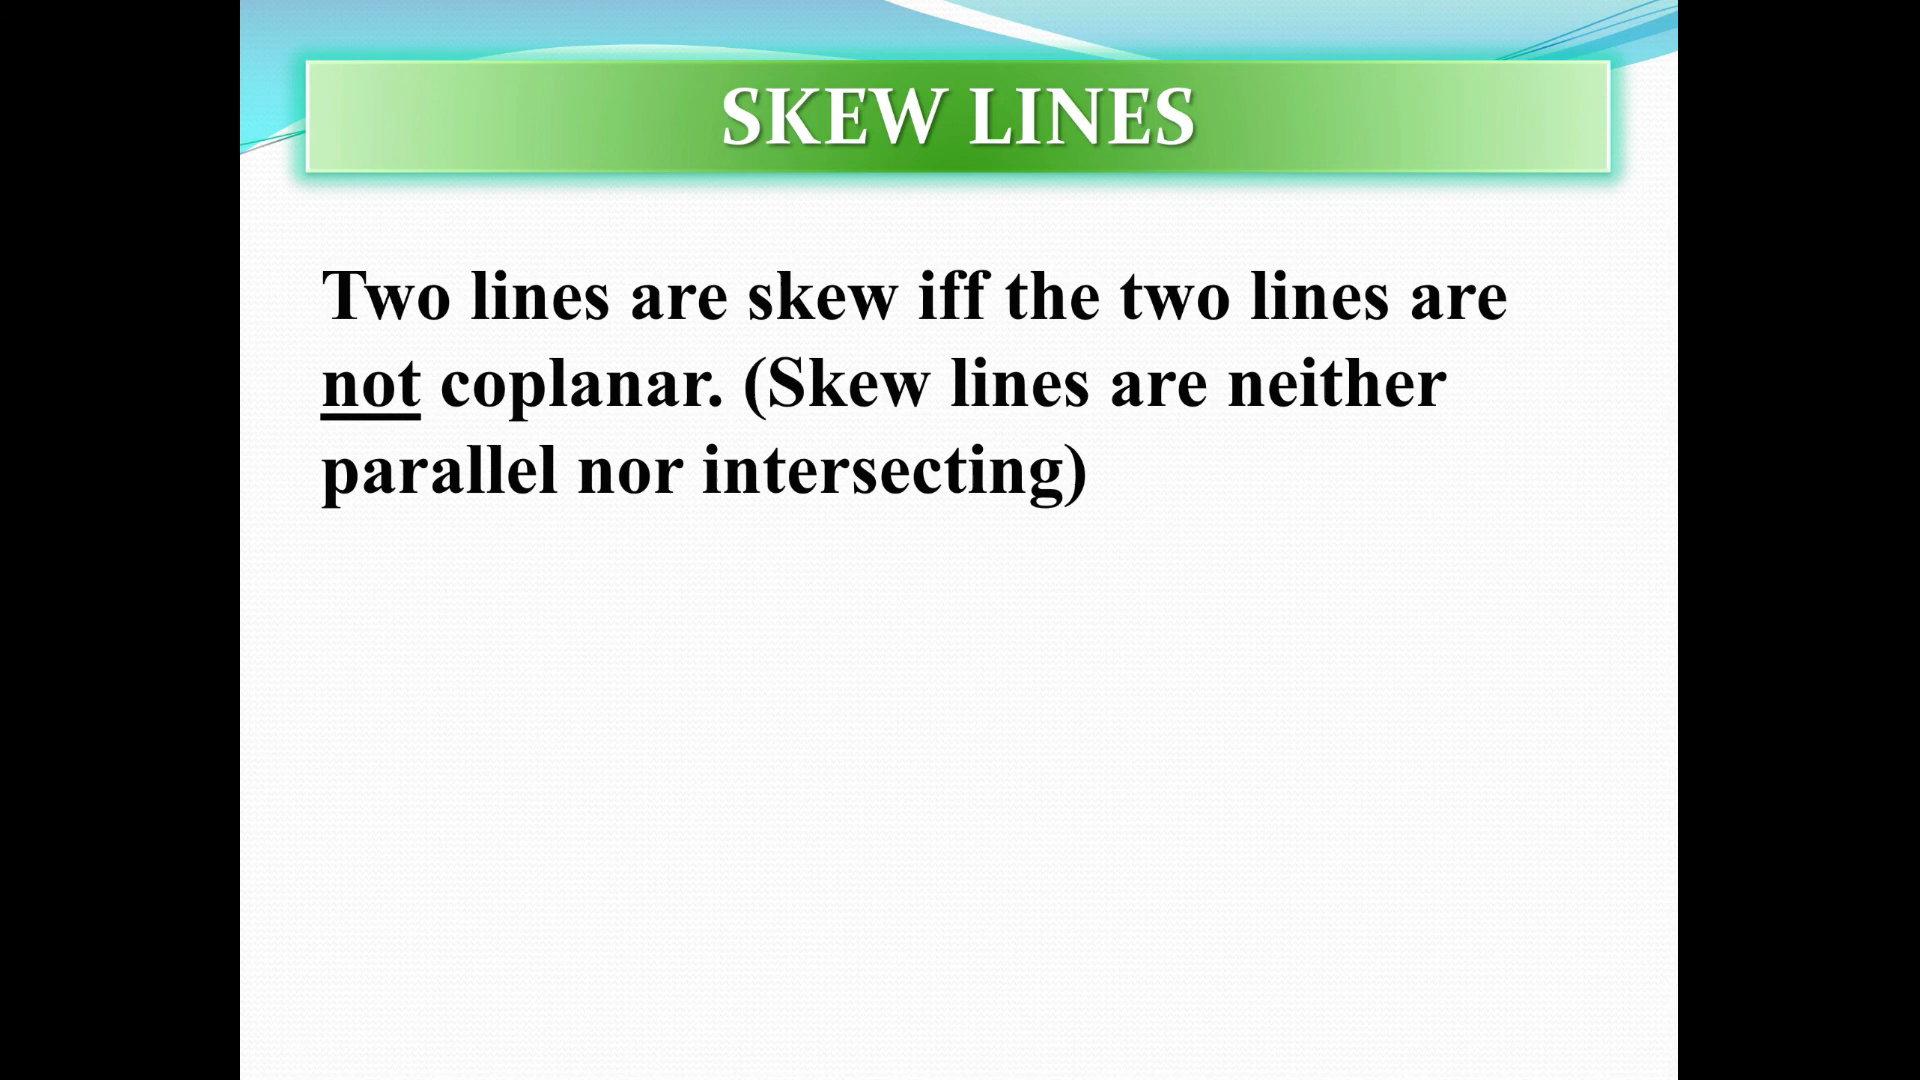 SKEW LINES
Two lines are skew iff the two lines are
not coplanar. (Skew lines are neither
parallel nor intersecting)